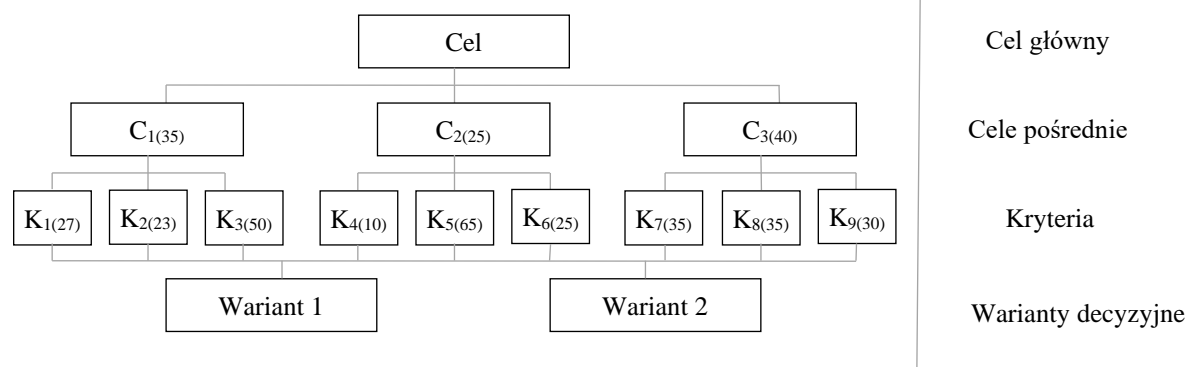 Cel
Cel główny
C1(35) C2(25) C3(40)
Cele pośrednie
K1(27) K2(23) K3(50) K4(10) K5(65) K6(25) K7(35) K8(35) K9(30)
Kryteria
Wariant 1 Wariant 2
Warianty decyzyjne